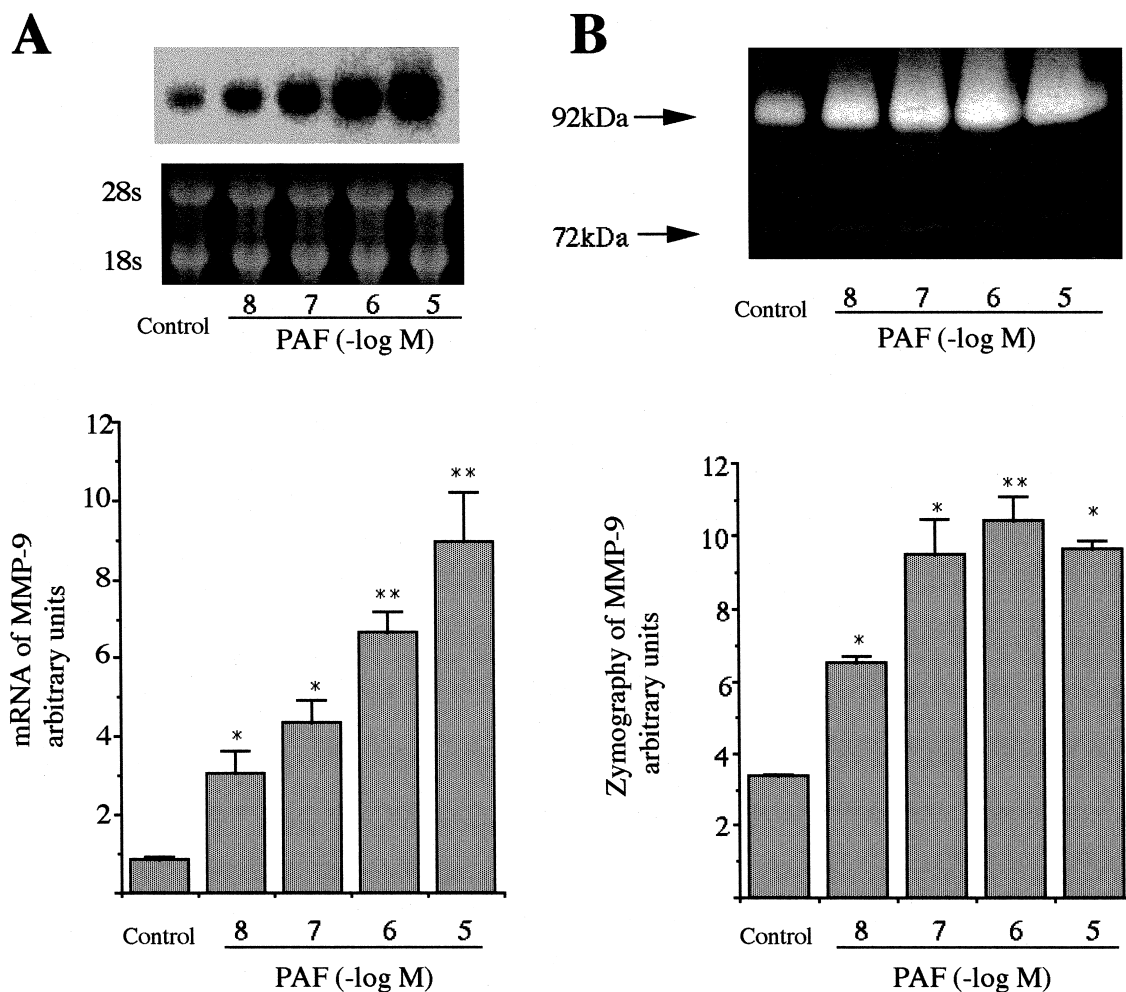 A
28s
18s
8 7 6 5
Control
PAF (-log M)
B
92kDa
72kDa
8 7 6 5
Control
PAF (-log M)
mRNA of MMP-9
arbitrary units
12
10
8
6
4
2
*
*
**
**
Control
8 7 6 5
PAF (-log M)
Zymography of MMP-9
arbitrary units
12
10
8
6
4
2
*
*
**
*
Control
8 7 6 5
PAF (-log M)